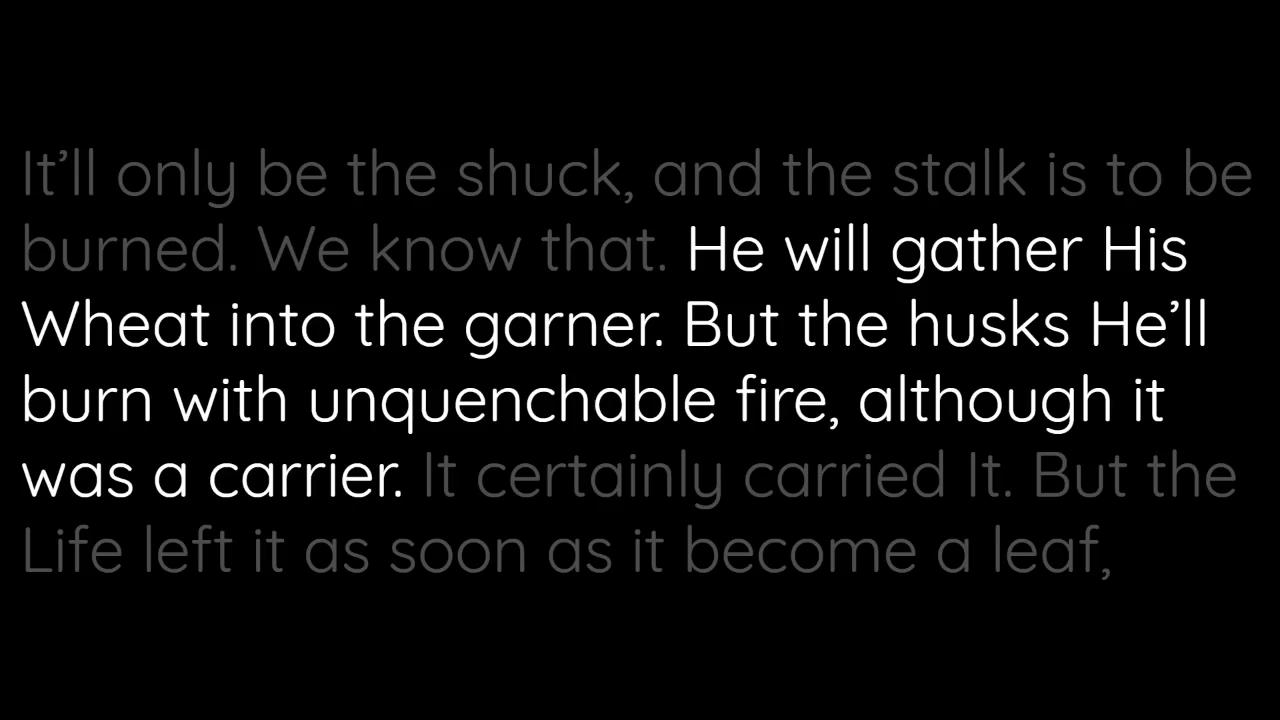 It’ll only be the shuck, and the stalk is to be
burned. We know that. He will gather His
Wheat into the garner. But the husks He’ll
burn with unquenchable fire, although it
was a carrier. It certainly carried It. But the
Life left it as soon as it become a leaf,